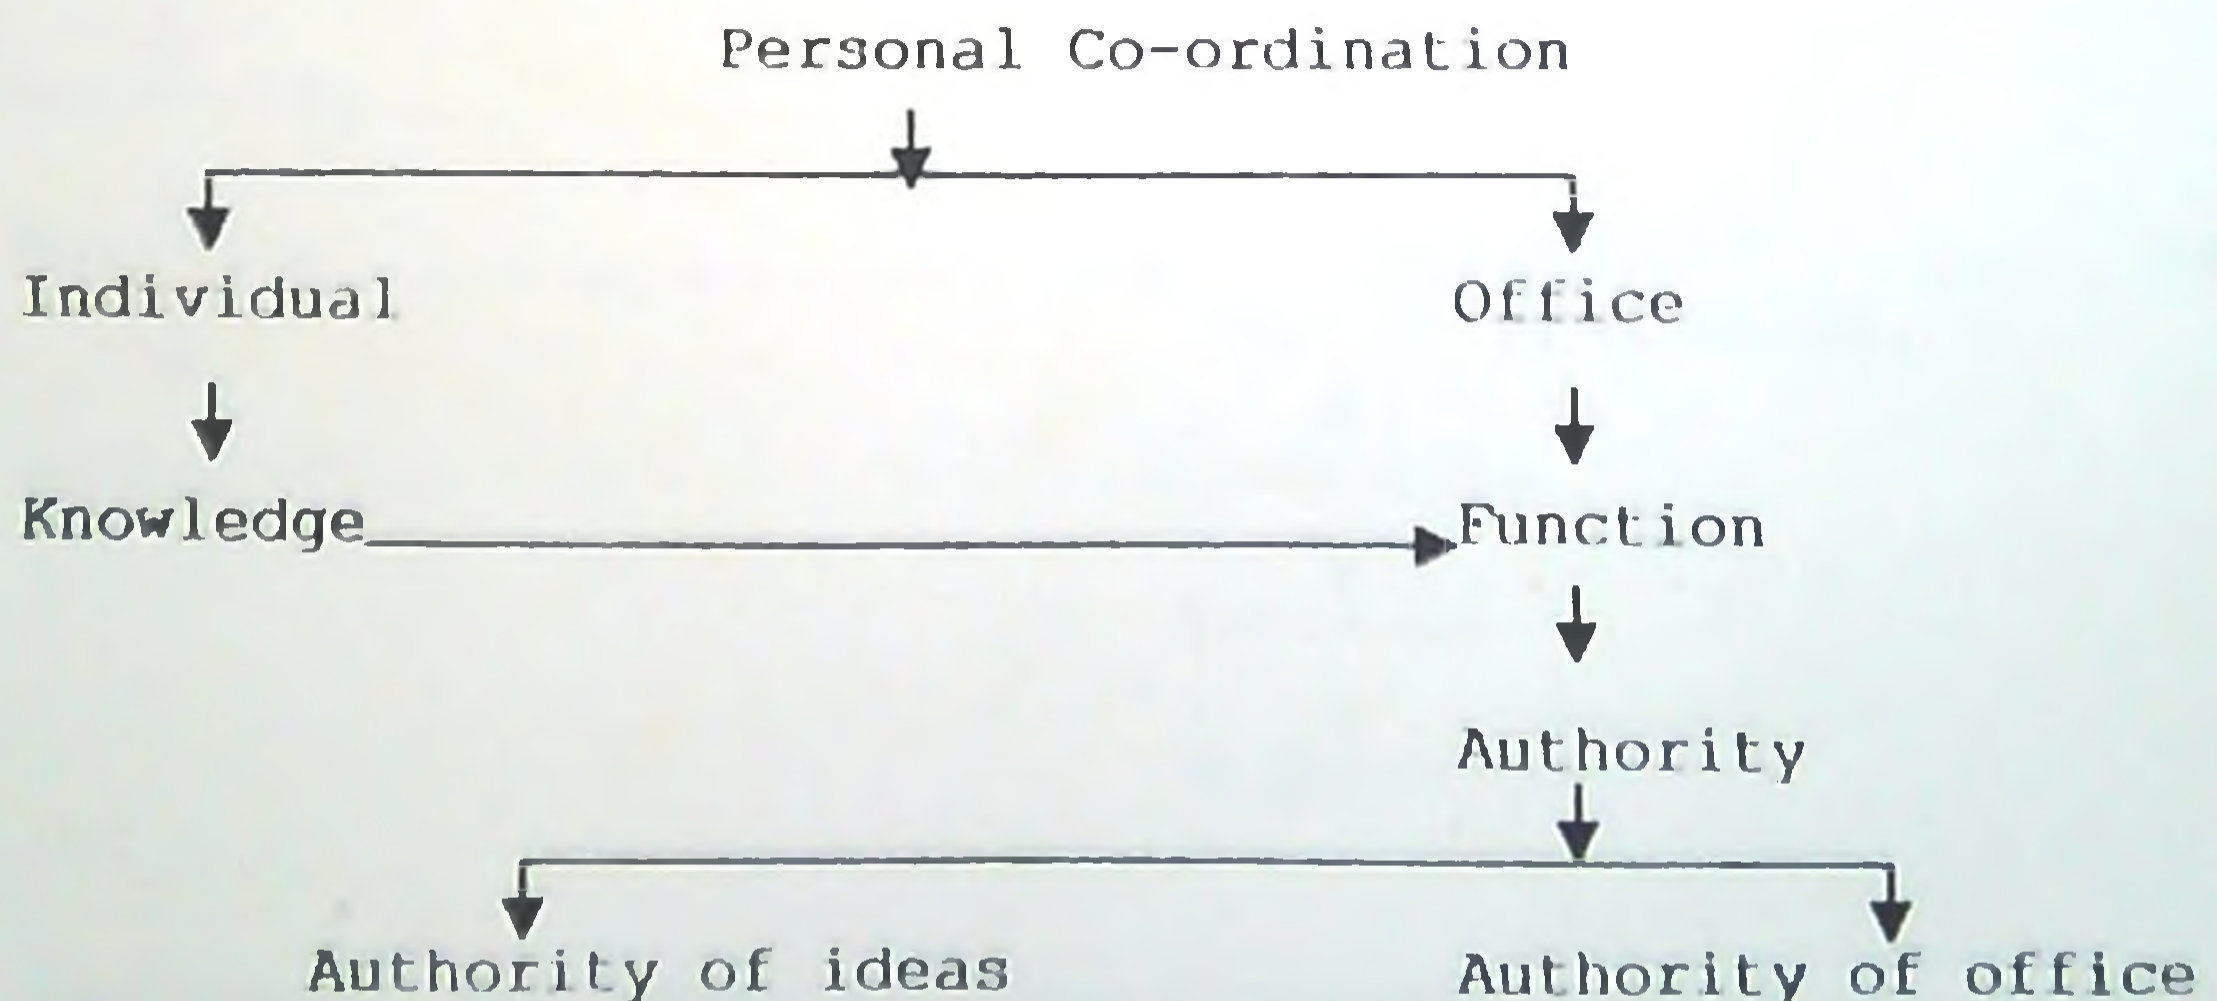 Personal Co-ordination
Individual Office
Knowledge Function
Authority
Authority of ideas Authority of office